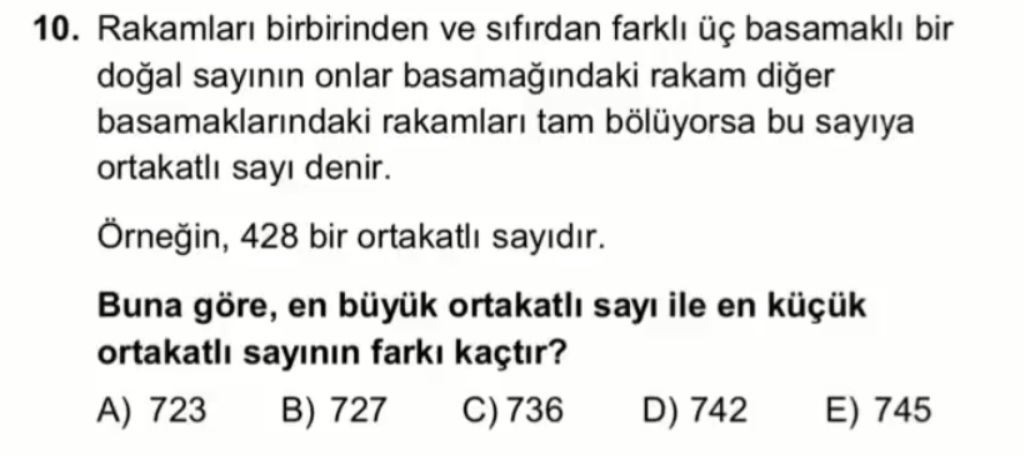 10. Rakamları birbirinden ve sıfırdan farklı üç basamaklı bir
doğal sayının onlar basamağındaki rakam diğer
basamaklarındaki rakamları tam bölüyorsa bu sayıya
ortakatlı sayı denir.
Örneğin, 428 bir ortakatlı sayıdır.
Buna göre, en büyük ortakatlı sayı ile en küçük
ortakatlı sayının farkı kaçtır?
A) 723 B) 727 C) 736 D) 742 E) 745